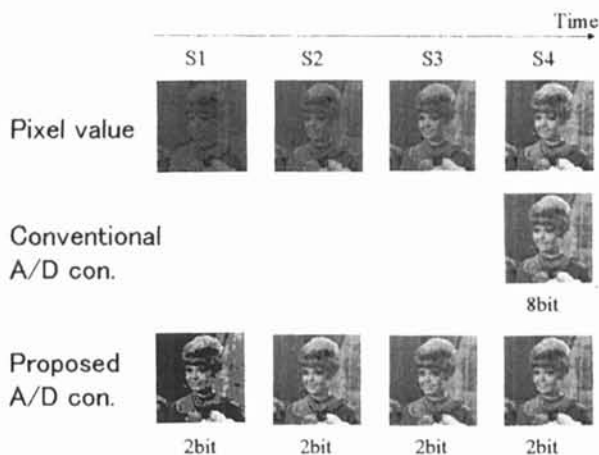 Time
S1 S2 S3 S4
Pixel value
Conventional
A/D con.
8bit
Proposed
A/D con.
2bit 2bit 2bit 2bit